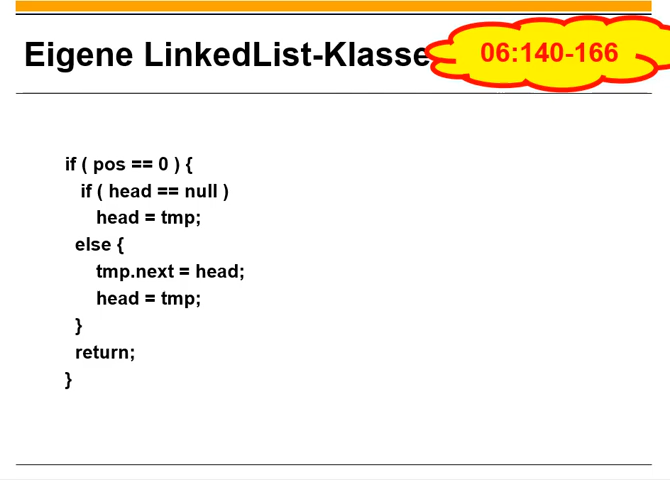 Eigene LinkedList-Klasse
06:140-166
if ( pos == 0 ) {
if ( head == null )
head = tmp;
else {
tmp.next = head;
head = tmp;
}
return;
}